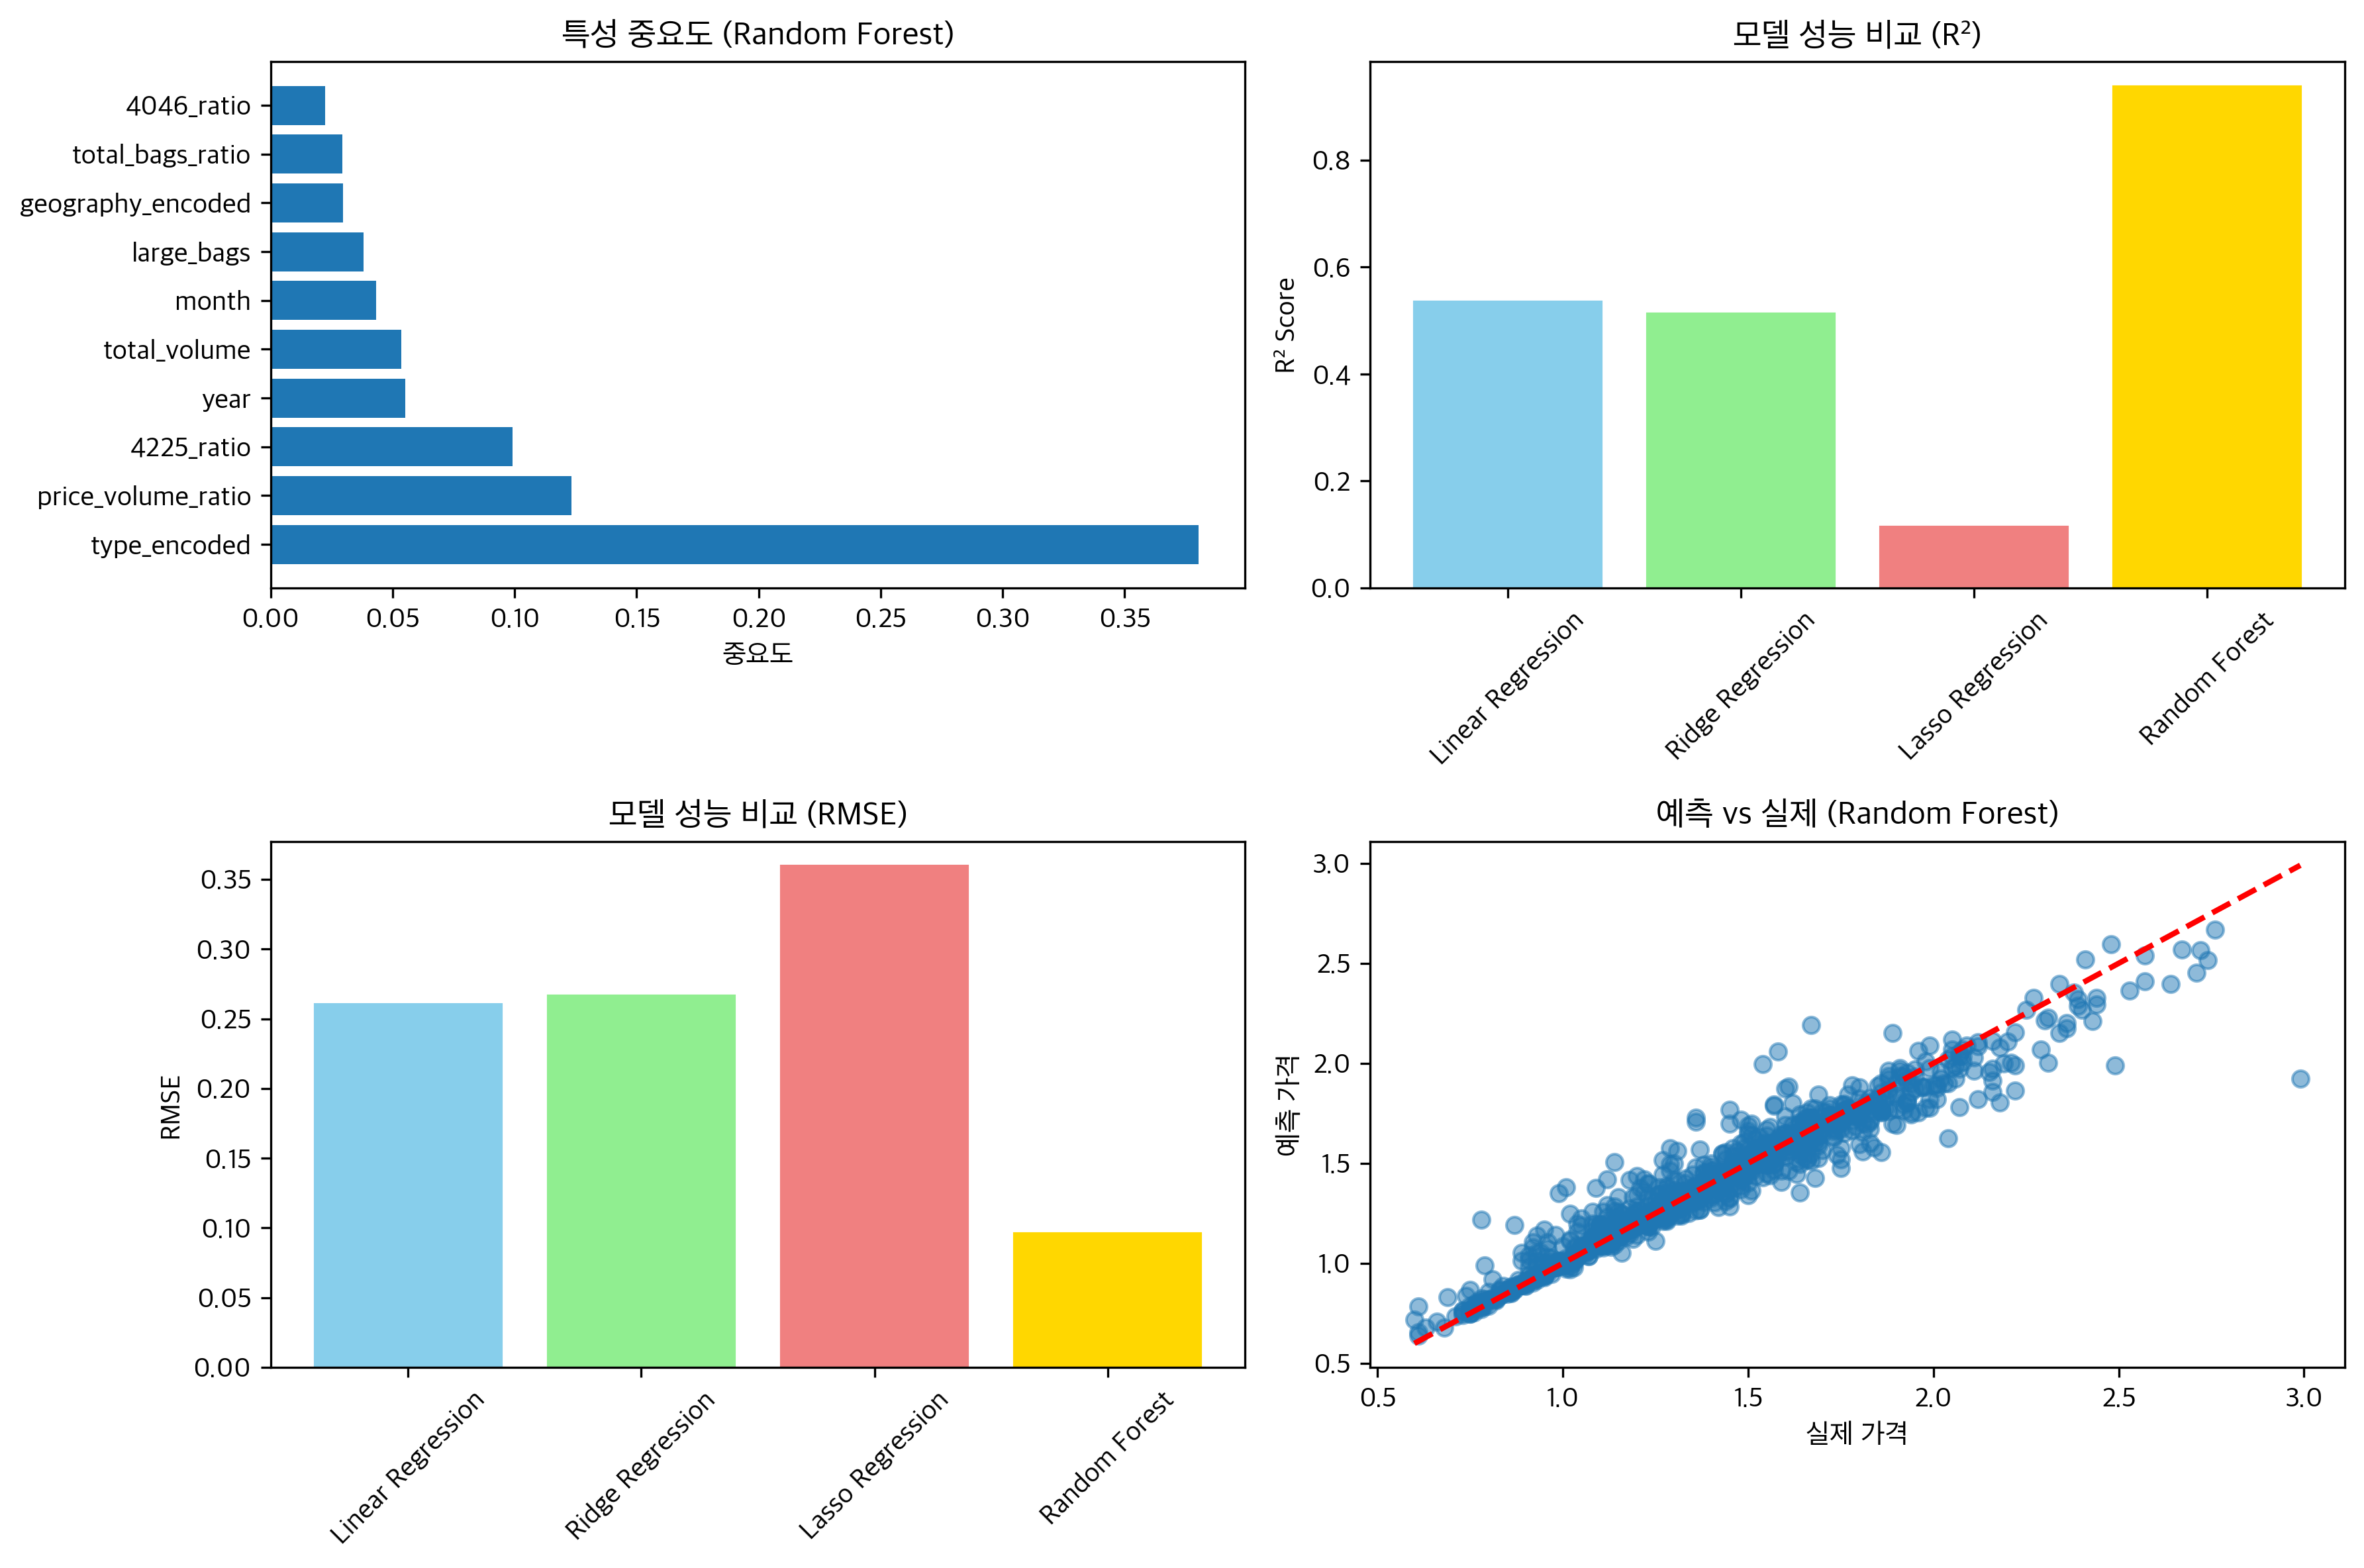 특성 중요도 (Random Forest)
4046_ratio
total_bags_ratio
geography_encoded
large_bags
month
total_volume
year
4225_ratio
price_volume_ratio
type_encoded
0.00 0.05 0.10 0.15 0.20 0.25 0.30 0.35
중요도
모델 성능 비교 (R²)
R² Score
0.8
0.6
0.4
0.2
0.0
Linear Regression
Ridge Regression
Lasso Regression
Random Forest
모델 성능 비교 (RMSE)
RMSE
0.35
0.30
0.25
0.20
0.15
0.10
0.05
0.00
Linear Regression
Ridge Regression
Lasso Regression
Random Forest
예측 vs 실제 (Random Forest)
예측 가격
3.0
2.5
2.0
1.5
1.0
0.5
0.5 1.0 1.5 2.0 2.5 3.0
실제 가격